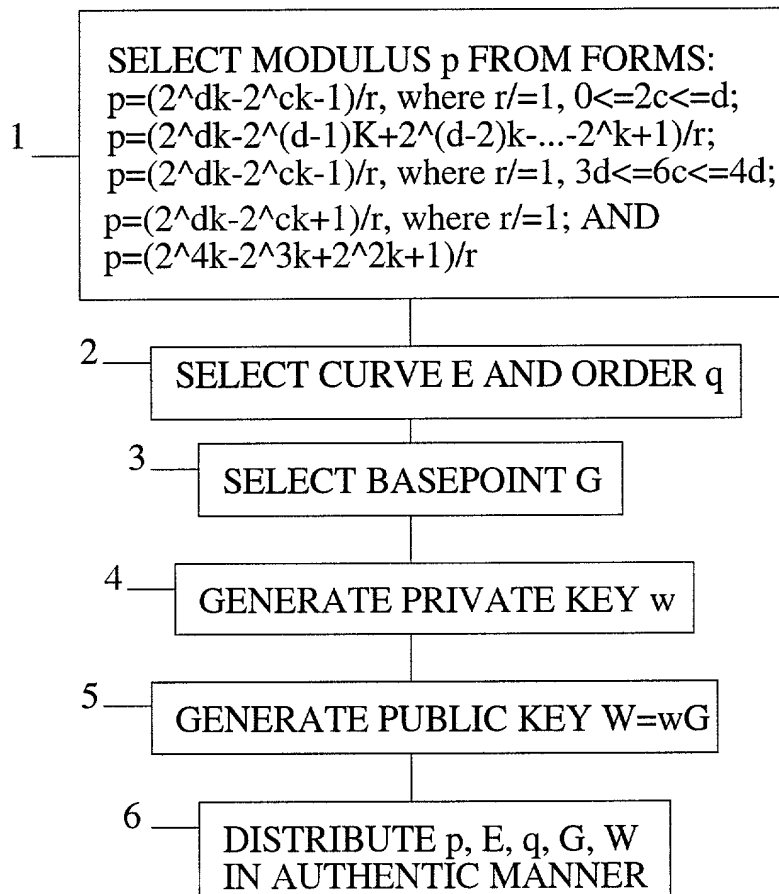 1
SELECT MODULUS p FROM FORMS:
p=(2^dk-2^ck-1)/r, where r/=1, 0<=2c<=d;
p=(2^dk-2^(d-1)K+2^(d-2)k-...-2^k+1)/r;
p=(2^dk-2^ck-1)/r, where r/=1, 3d<=6c<=4d;
p=(2^dk-2^ck+1)/r, where r/=1; AND
p=(2^4k-2^3k+2^2k+1)/r
2
SELECT CURVE E AND ORDER q
3
SELECT BASEPOINT G
4
GENERATE PRIVATE KEY w
5
GENERATE PUBLIC KEY W=wG
6
DISTRIBUTE p, E, q, G, W
IN AUTHENTIC MANNER